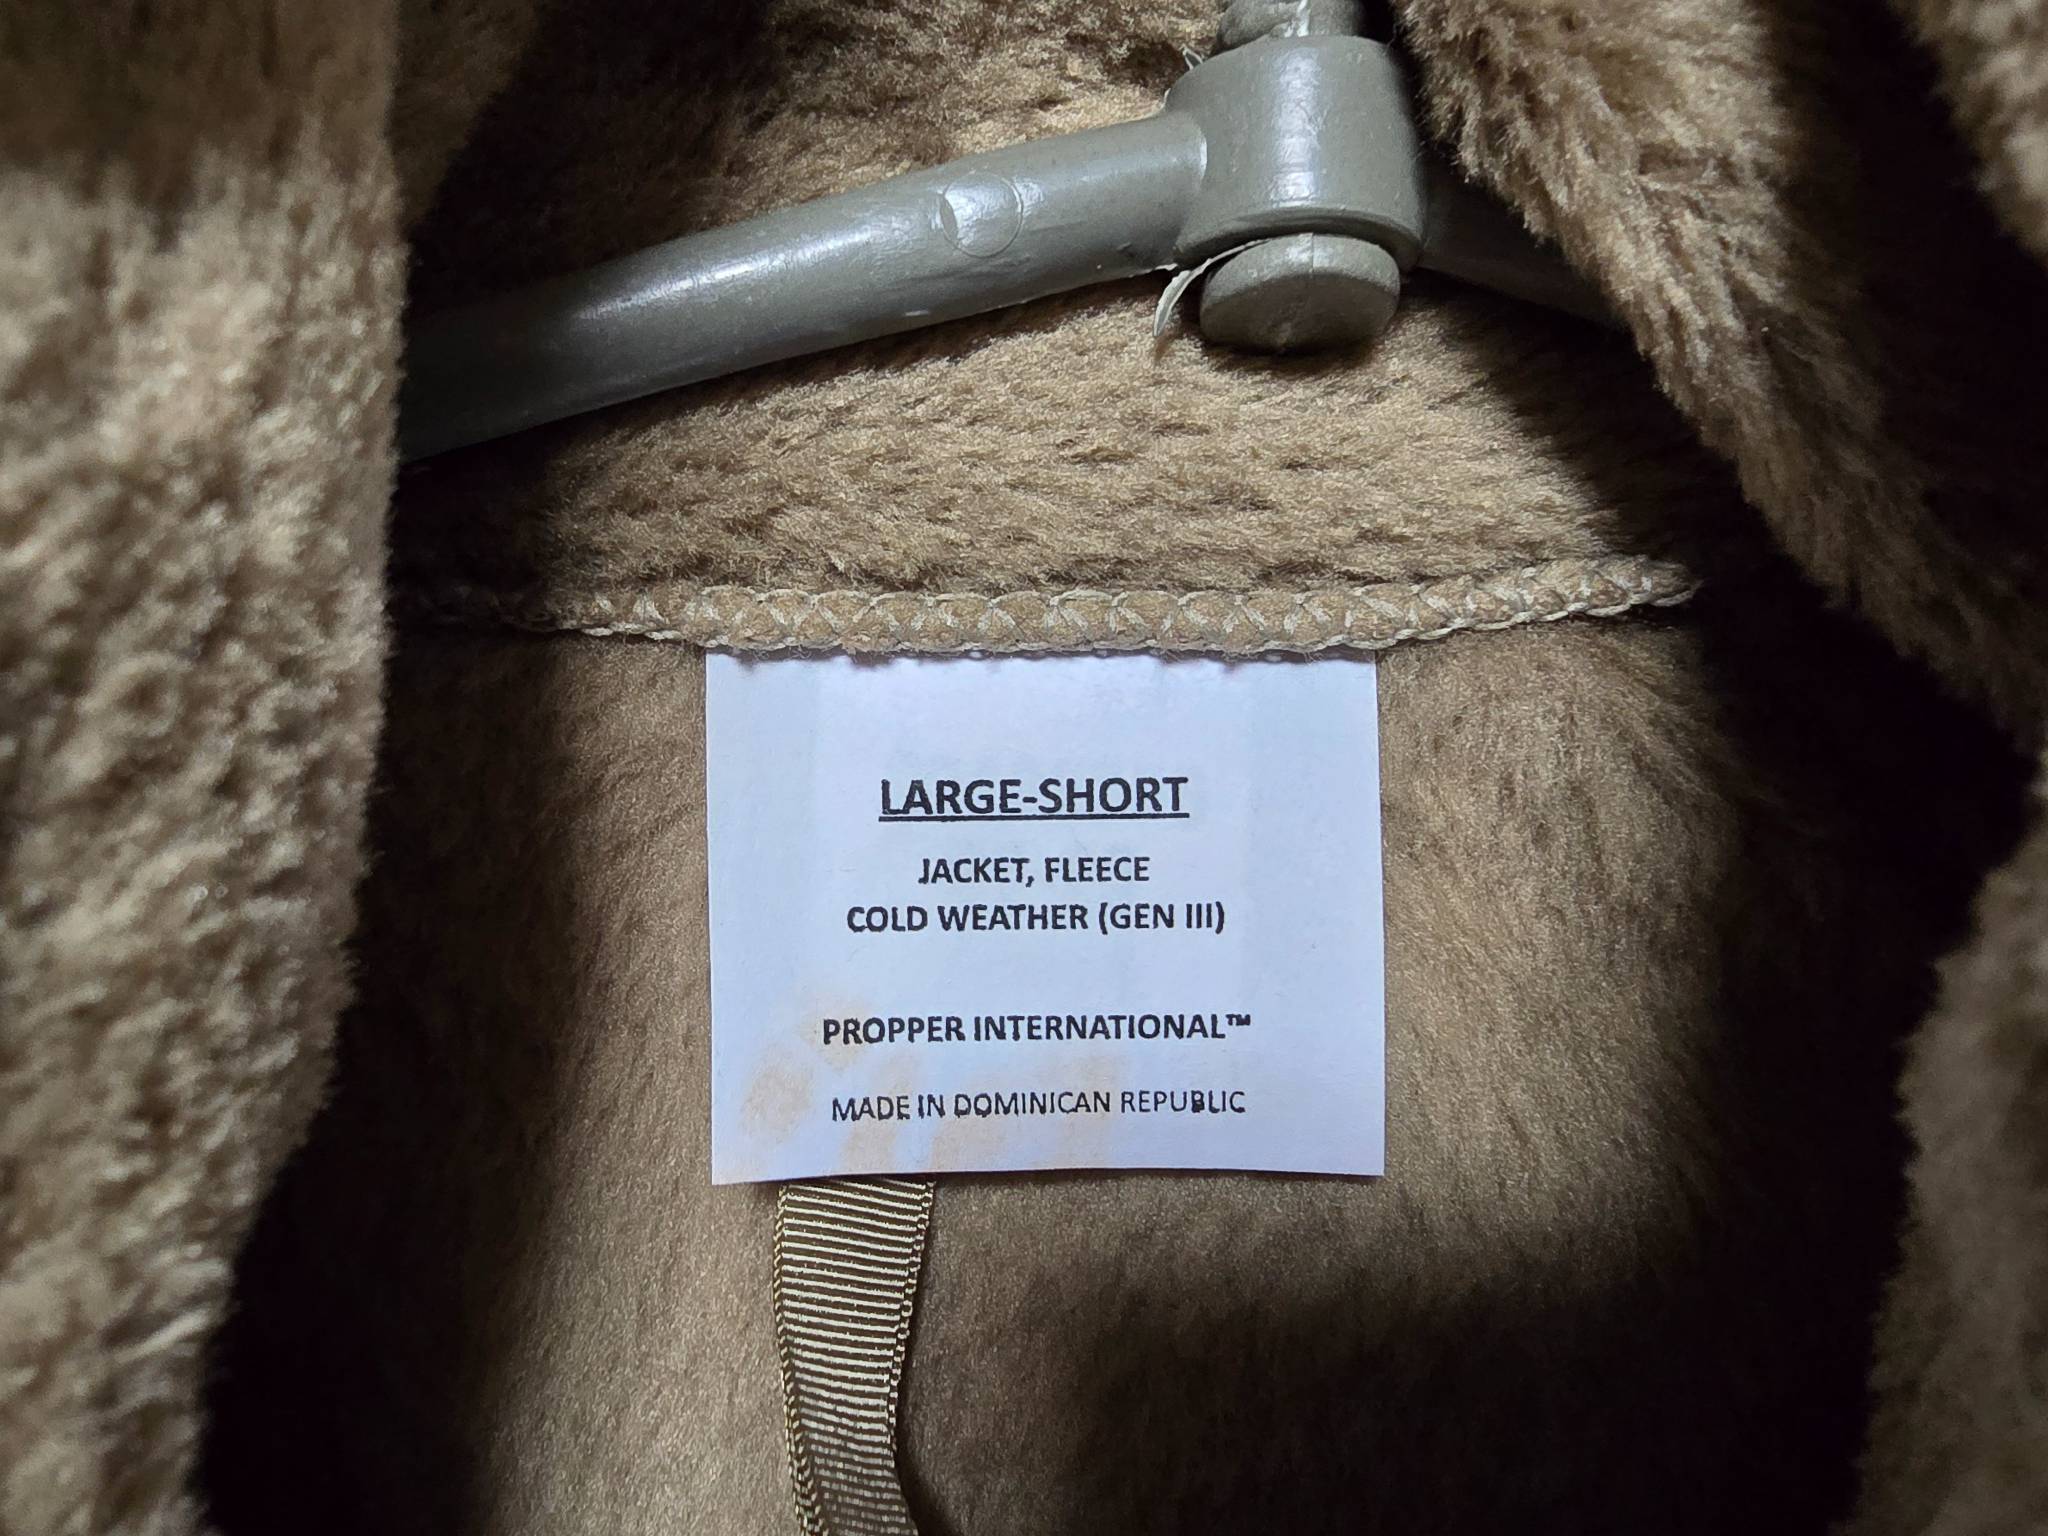 LARGE-SHORT
JACKET, FLEECE
COLD WEATHER (GEN III)
PROPPER INTERNATIONAL™
MADE IN DOMINICAN REPUBLIC